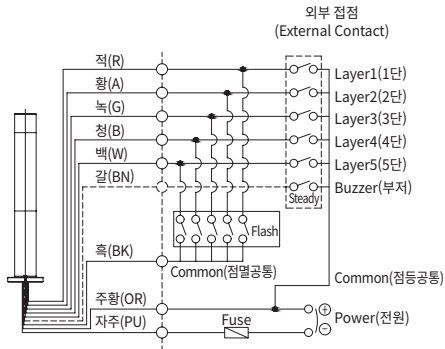 외부 접점
(External Contact)
적(R)
Layer1(1단)
황(A)
Layer2(2단)
녹(G)
Layer3(3단)
청(B)
Layer4(4단)
백(W)
Layer5(5단)
갈(BN)
Buzzer(부저)
Steady
Flash
흑(BK)
Common(점멸공통)
Common(점등공통)
주황(OR)
Fuse
Power(전원)
자주(PU)